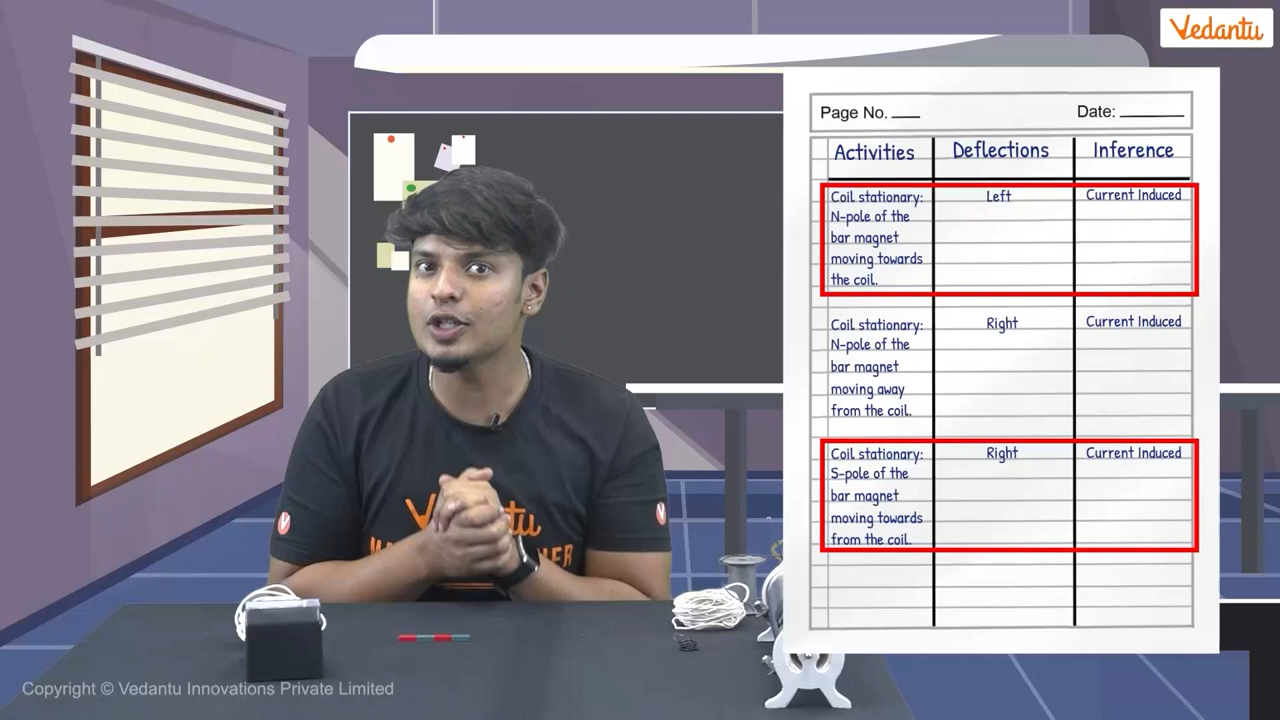 Vedantu
Page No. ___
Date: ________
Activities
Deflections
Inference
Coil stationary:
N-pole of the
bar magnet
moving towards
the coil.
Left
Current Induced
Coil stationary:
N-pole of the
bar magnet
moving away
from the coil.
Right
Current Induced
Coil stationary:
S-pole of the
bar magnet
moving towards
from the coil.
Right
Current Induced
Copyright © Vedantu Innovations Private Limited